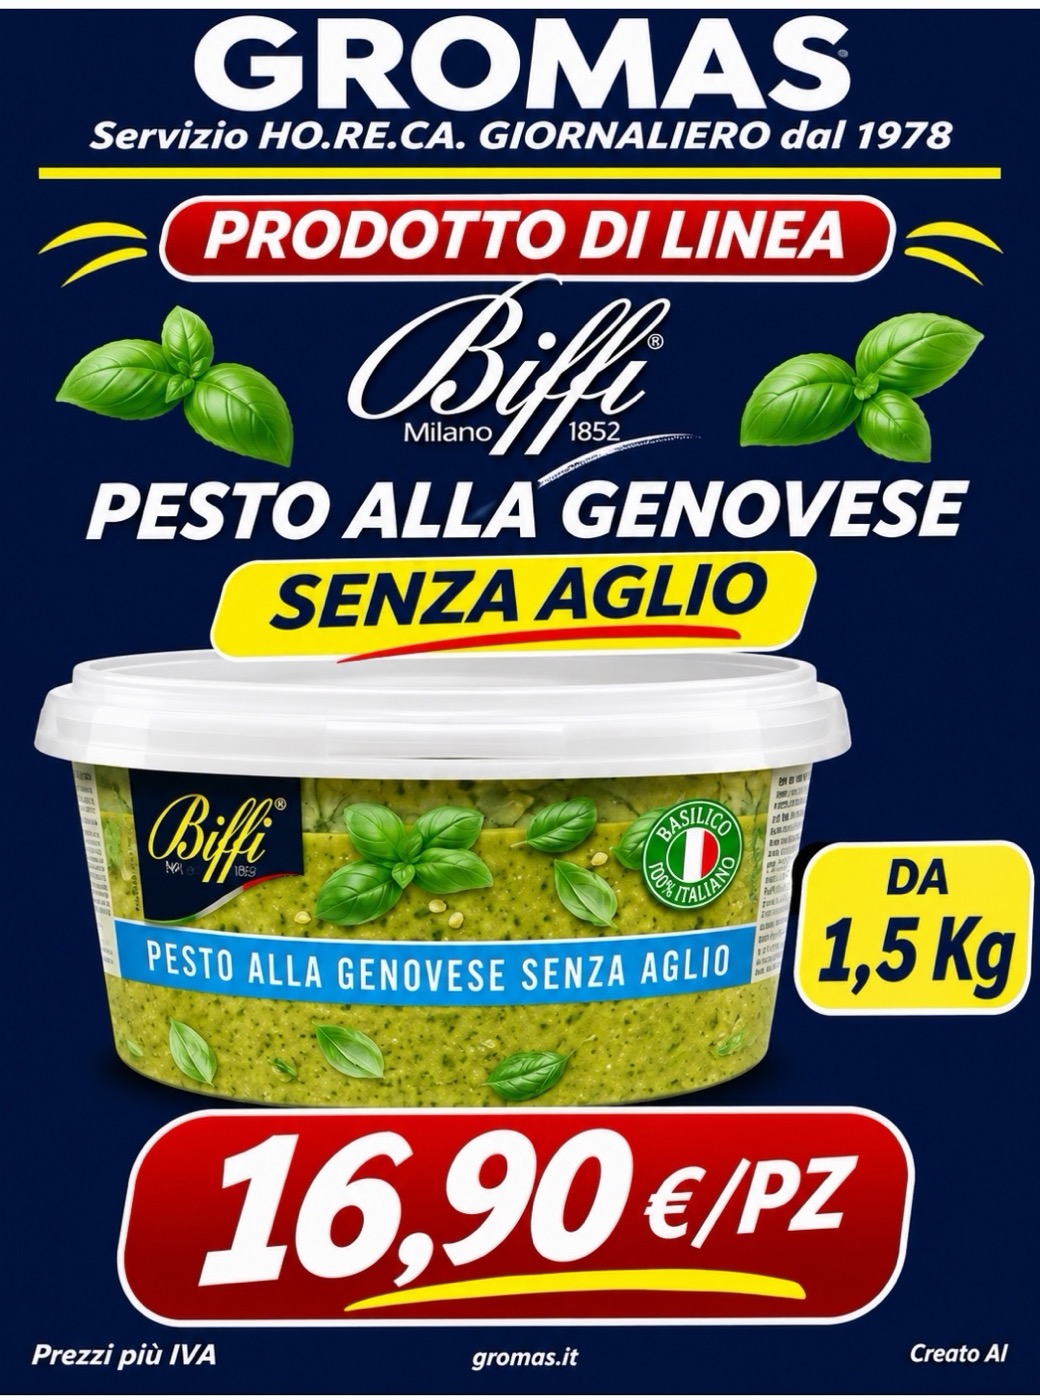 GROMAS
Servizio HO.RE.CA. GIORNALIERO dal 1978
PRODOTTO DI LINEA
Biffi®
Milano 1852
PESTO ALLA GENOVESE
SENZA AGLIO
Biffi®
BASILICO
100% ITALIANO
PESTO ALLA GENOVESE SENZA AGLIO
DA
1,5 Kg
16,90 €/PZ
Prezzi più IVA
gromas.it
Creato AI